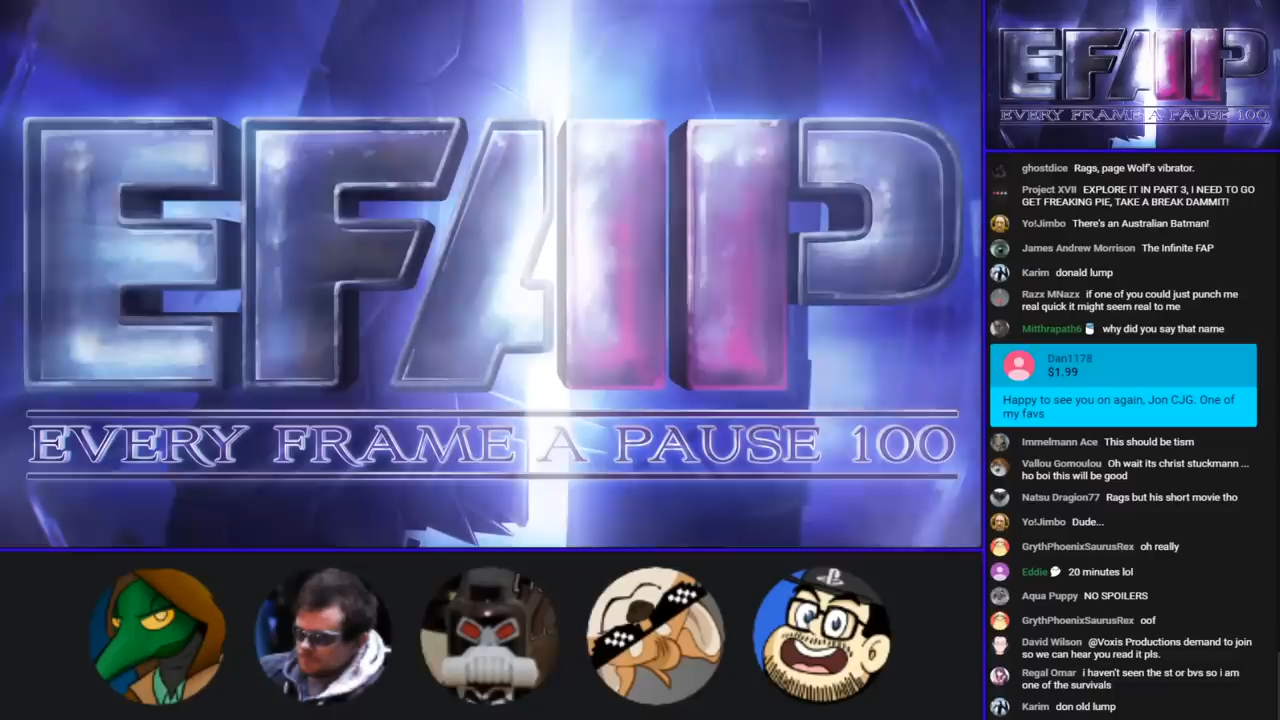 EFAIIP
EVERY FRAME A PAUSE 100
EFAIIP
EVERY FRAME A PAUSE 100
ghostdice Rags, page Wolf's vibrator.
Project XVII EXPLORE IT IN PART 3, I NEED TO GO
GET FREAKING PIE, TAKE A BREAK DAMMIT!
Yo!Jimbo There's an Australian Batman!
James Andrew Morrison The Infinite FAP
Karim donald lump
Razx MNazx if one of you could just punch me
real quick it might seem real to me
Mitthrapath6 why did you say that name
Dan1178
$1.99
Happy to see you on again, Jon CJG. One of
my favs
Immelmann Ace This should be tism
Vallou Gomoulou Oh wait its christ stuckmann ...
ho boi this will be good
Natsu Dragion77 Rags but his short movie tho
Yo!Jimbo Dude...
GrythPhoenixSaurusRex oh really
Eddie 20 minutes lol
Aqua Puppy NO SPOILERS
GrythPhoenixSaurusRex oof
David Wilson @Voxis Productions demand to join
so we can hear you read it pls.
Regal Omar i haven't seen the st or bvs so i am
one of the survivals
Karim don old lump